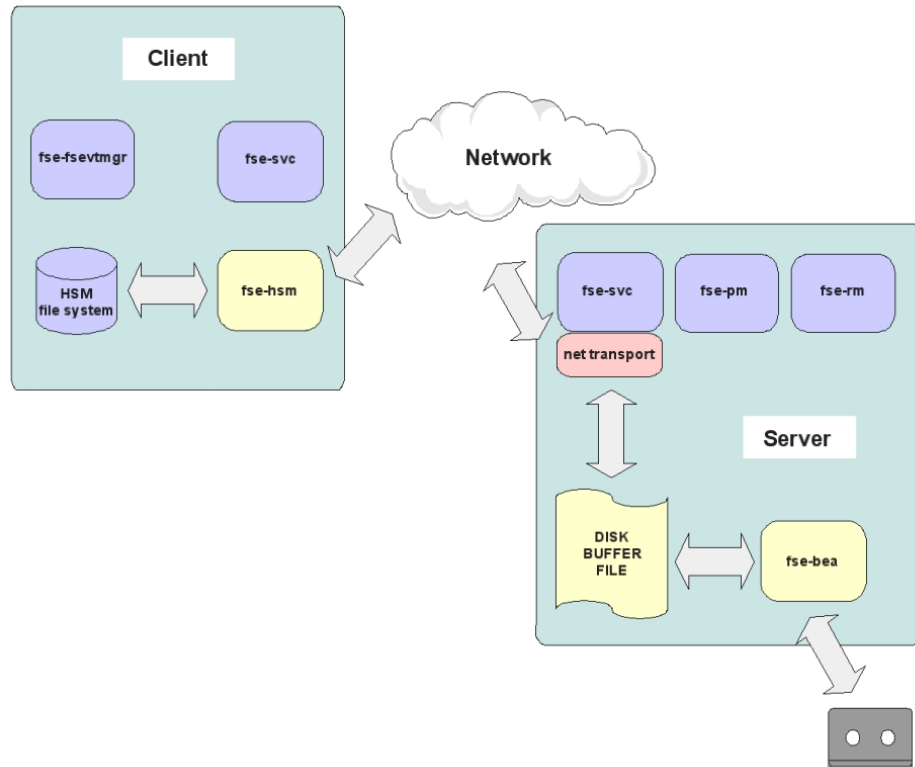 Client
fse-fsevtmgr
fse-svc
HSM
file system
fse-hsm
Network
fse-svc
fse-pm
fse-rm
net transport
Server
DISK
BUFFER
FILE
fse-bea